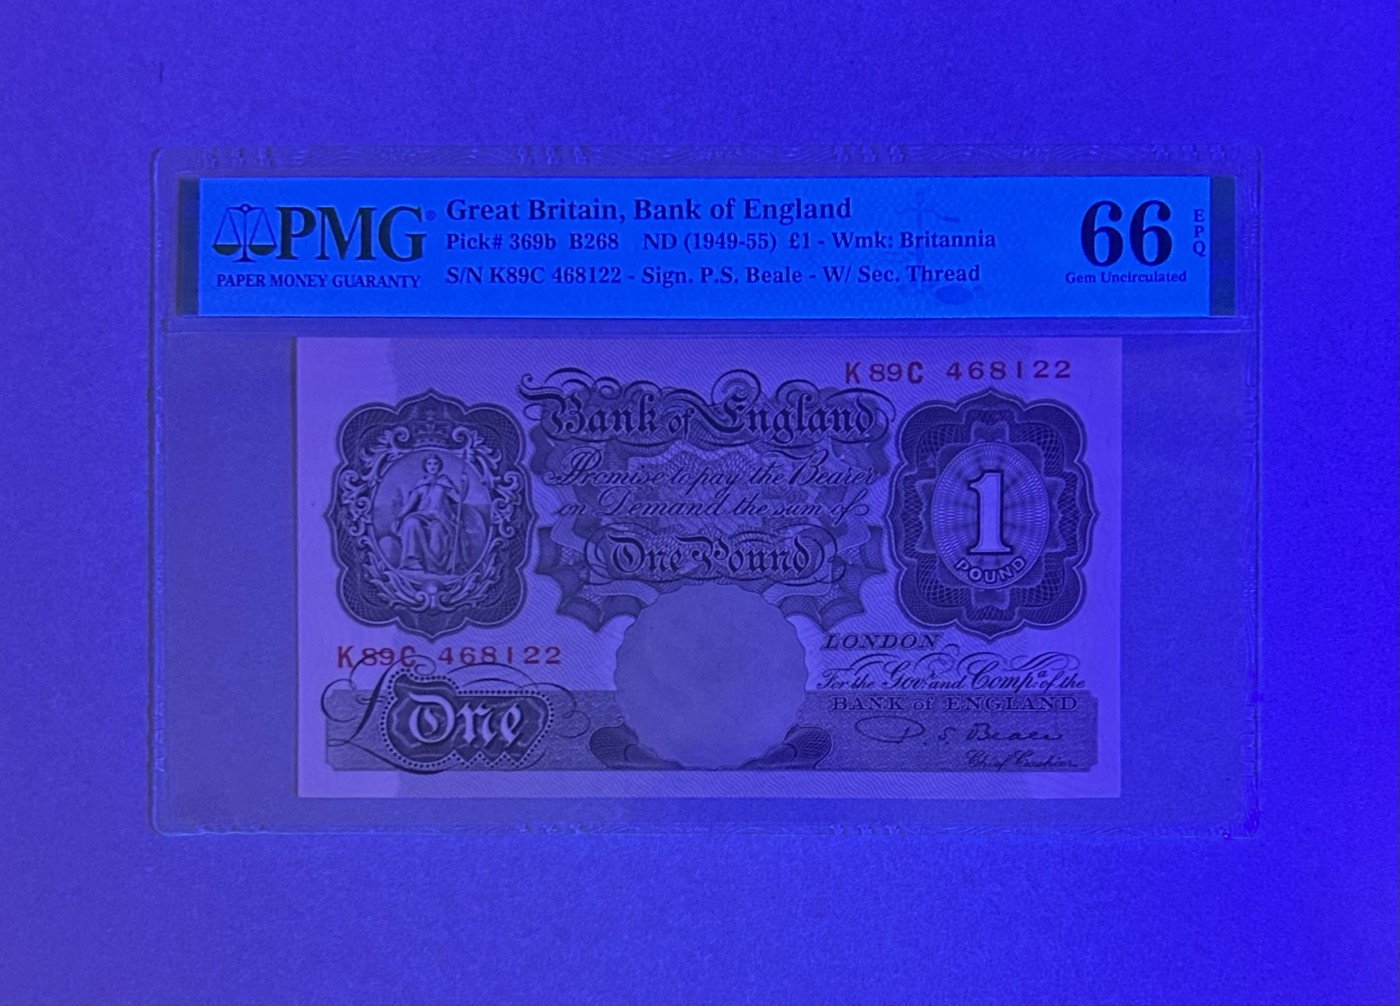 PMG®
PAPER MONEY GUARANTY
Great Britain, Bank of England
Pick# 369b B268 ND (1949-55) £1 - Wmk: Britannia
S/N K89C 468122 - Sign. P.S. Beale - W/ Sec. Thread
66
EPQ
Gem Uncirculated
K89C 468122
Bank of England
Promise to pay the Bearer
on Demand the sum of
One Pound
1
POUND
K89C 468122
£One
LONDON
For the Govr. and Compa. of the
BANK of ENGLAND
P. S. Beale
Chief Cashier.